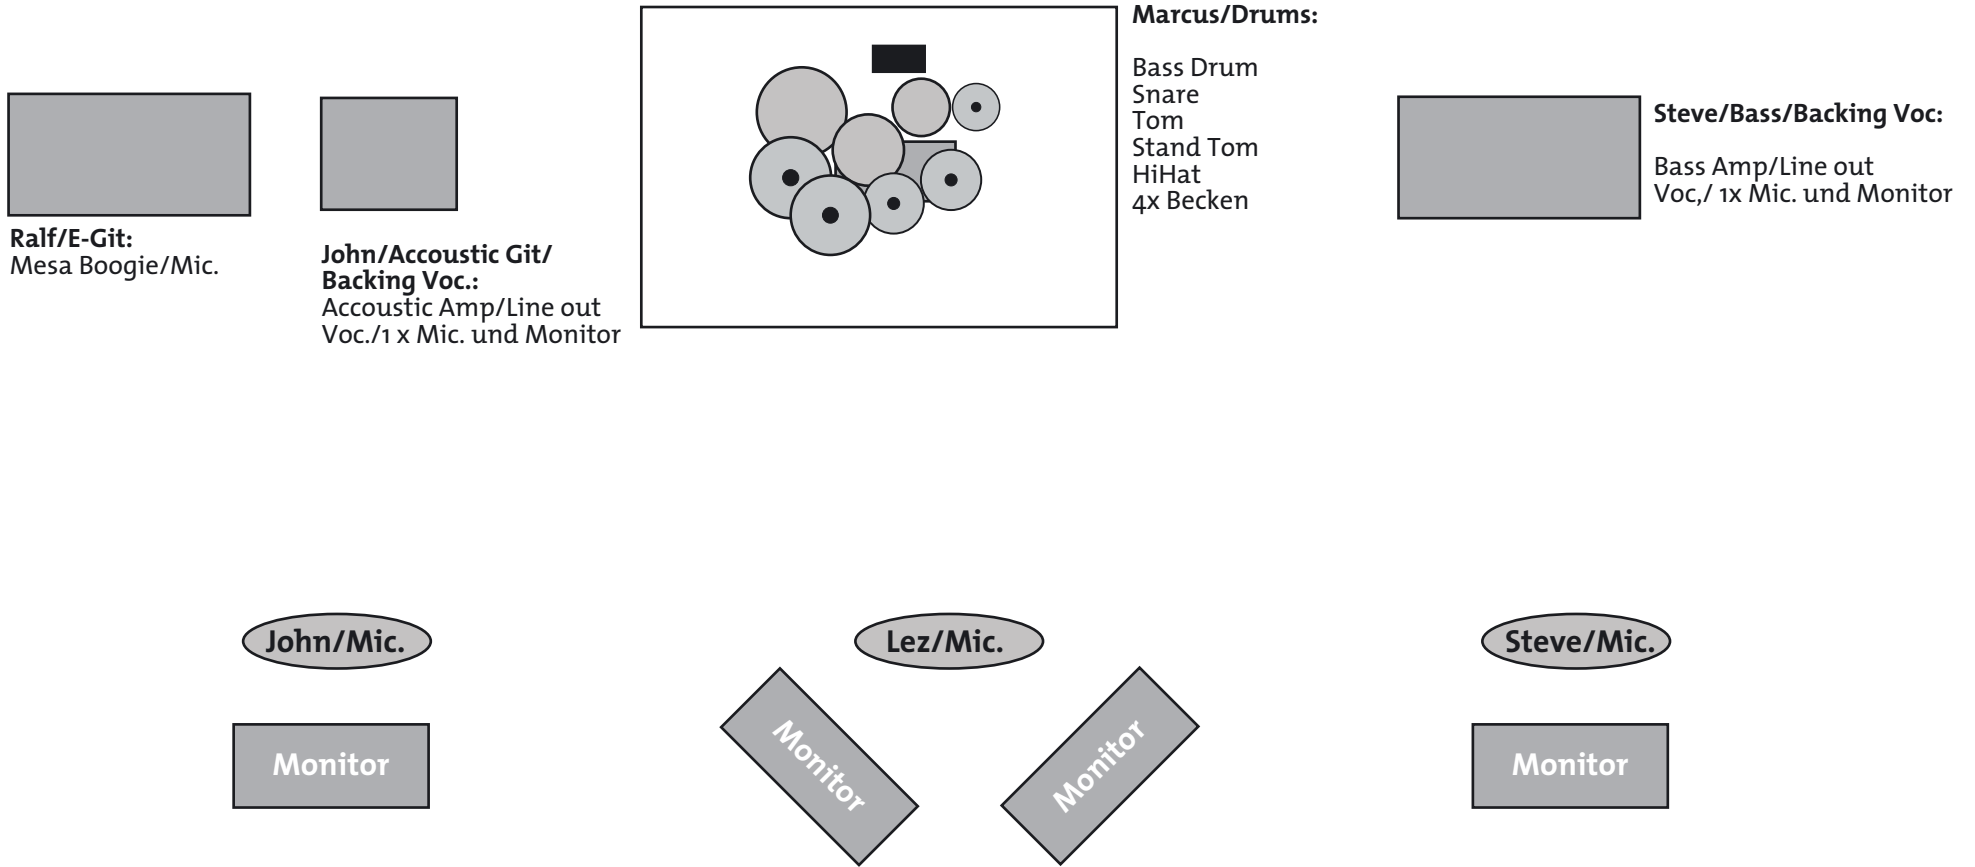 Marcus/Drums:
Bass Drum
Snare
Tom
Stand Tom
HiHat
4x Becken
Steve/Bass/Backing Voc:
Bass Amp/Line out
Voc,/ 1x Mic. und Monitor
Ralf/E-Git:
Mesa Boogie/Mic.
John/Accoustic Git/
Backing Voc.:
Accoustic Amp/Line out
Voc./1 x Mic. und Monitor
John/Mic.
Lez/Mic.
Steve/Mic.
Monitor
Monitor
Monitor
Monitor